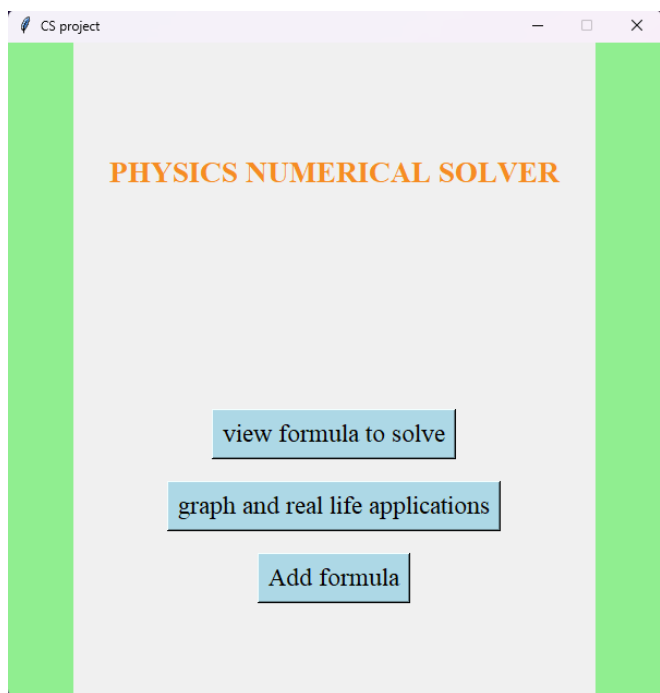 CS project
PHYSICS NUMERICAL SOLVER
view formula to solve
graph and real life applications
Add formula